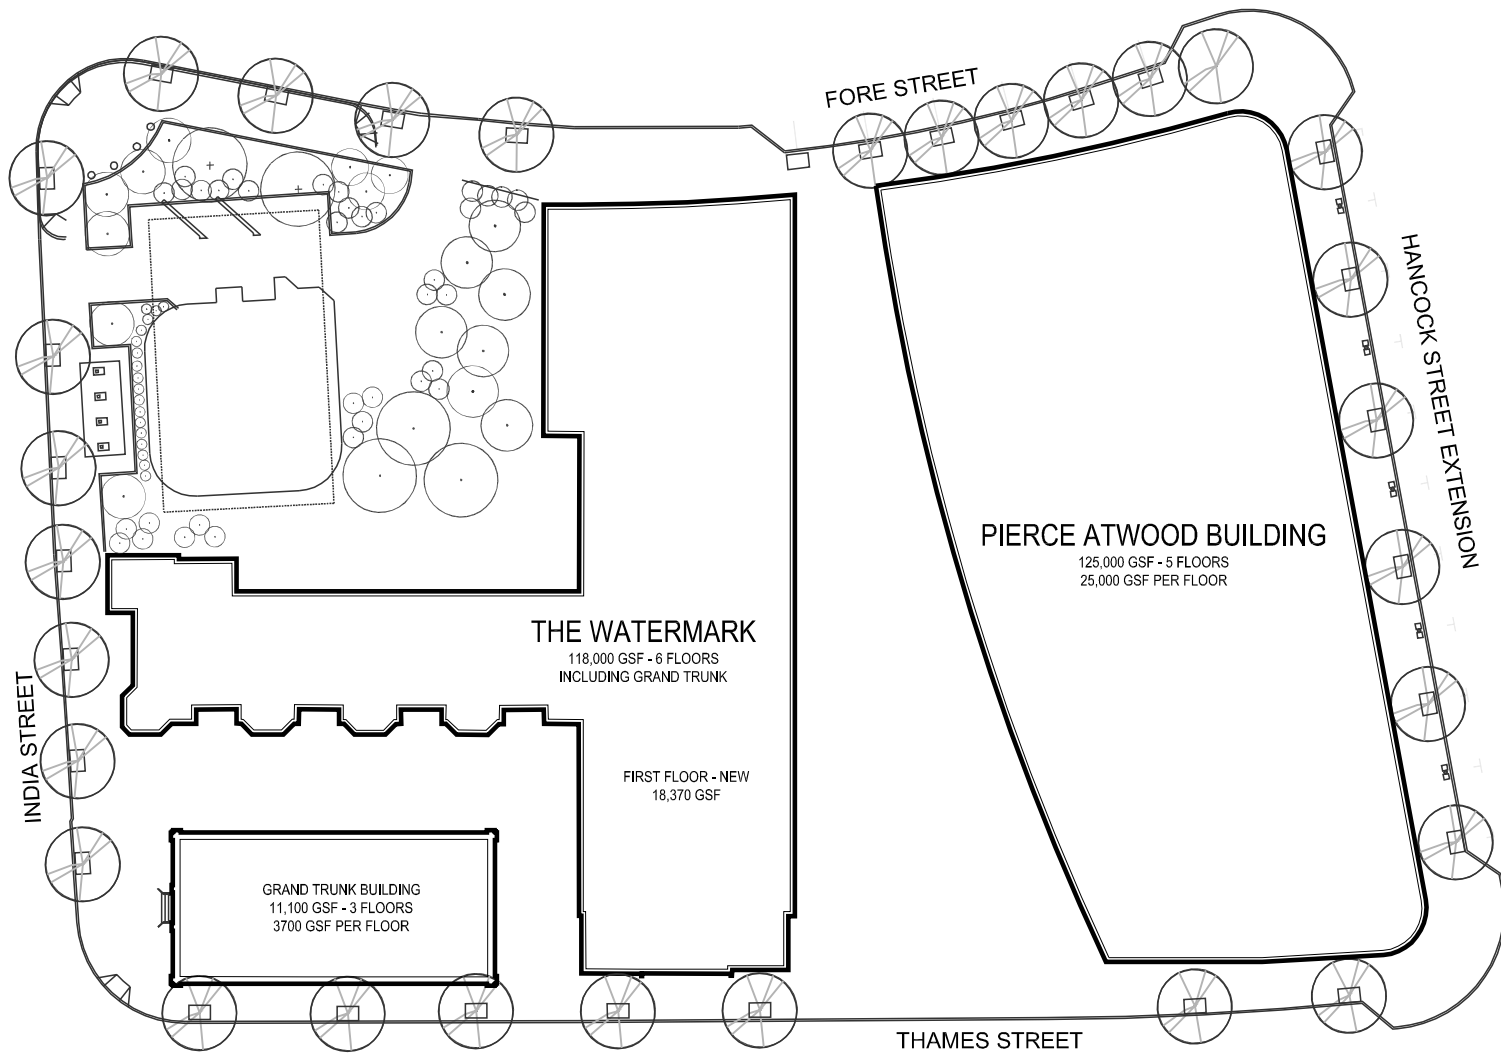 FORE STREET
HANCOCK STREET EXTENSION
PIERCE ATWOOD BUILDING
125,000 GSF - 5 FLOORS
25,000 GSF PER FLOOR
THE WATERMARK
118,000 GSF - 6 FLOORS
INCLUDING GRAND TRUNK
INDIA STREET
FIRST FLOOR - NEW
18,370 GSF
GRAND TRUNK BUILDING
11,100 GSF - 3 FLOORS
3700 GSF PER FLOOR
THAMES STREET